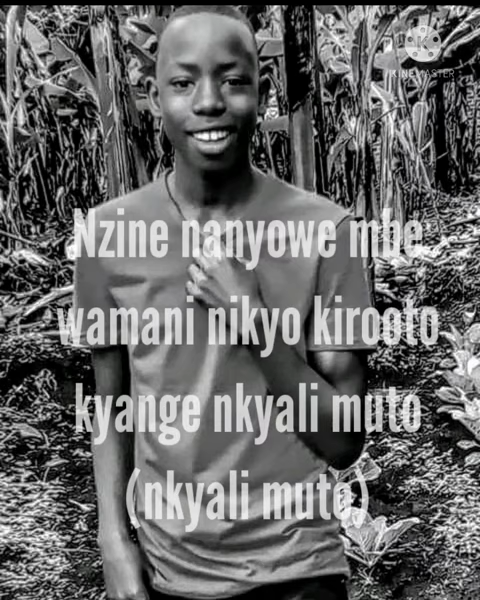 KINEMASTER
Nzine nanyowe mbe
wamani nikyo kirooto
kyange nkyali muto
(nkyali muto)